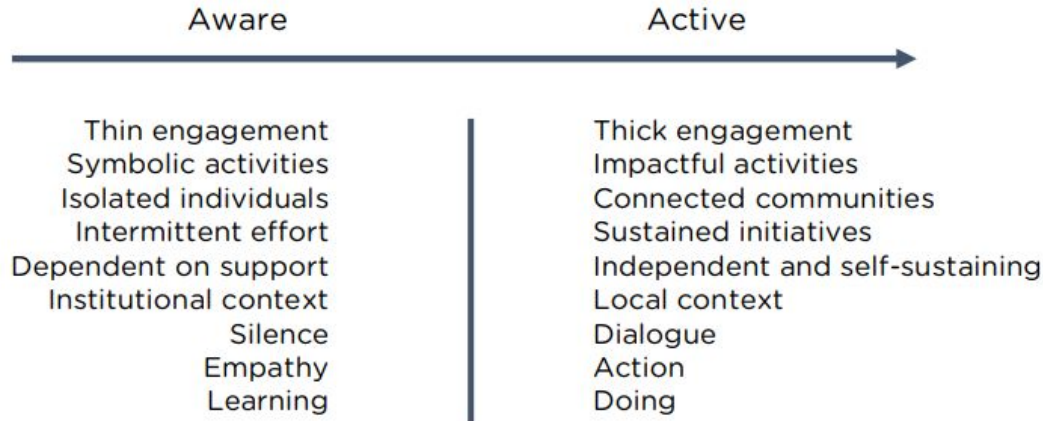 Aware Active
Thin engagement Thick engagement
Symbolic activities Impactful activities
Isolated individuals Connected communities
Intermittent effort Sustained initiatives
Dependent on support Independent and self-sustaining
Institutional context Local context
Silence Dialogue
Empathy Action
Learning Doing